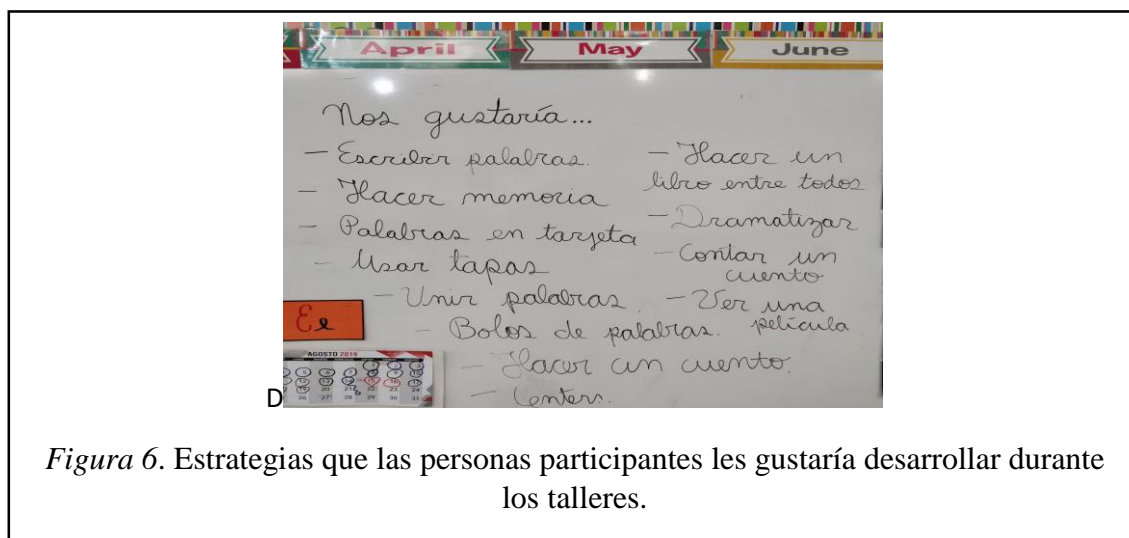 April
May
June
Nos gustaría...
- Escribir palabras.
- Hacer memoria
- Palabras en tarjeta
- Usar tapas
- Unir palabras.
- Bolos de palabras.
- Hacer un cuento.
- Centers.
- Hacer un
libro entre todos
- Dramatizar
- Contar un
cuento
- Ver una
película
Ee
AGOSTO 2019
D
Figura 6. Estrategias que las personas participantes les gustaría desarrollar durante
los talleres.